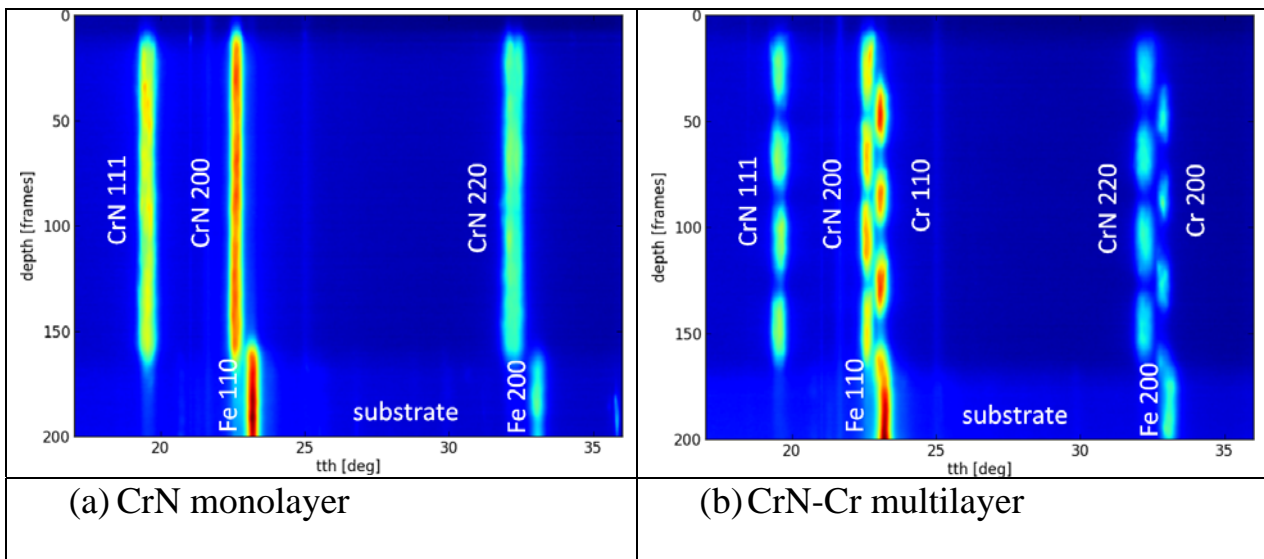 0
50
100
150
200
depth [frames]
CrN 111
CrN 200
CrN 220
Fe 110
substrate
Fe 200
20
25
30
35
tth [deg]
0
50
100
150
200
depth [frames]
CrN 111
CrN 200
Cr 110
CrN 220
Cr 200
Fe 110
substrate
Fe 200
20
25
30
35
tth [deg]
(a) CrN monolayer
(b) CrN-Cr multilayer